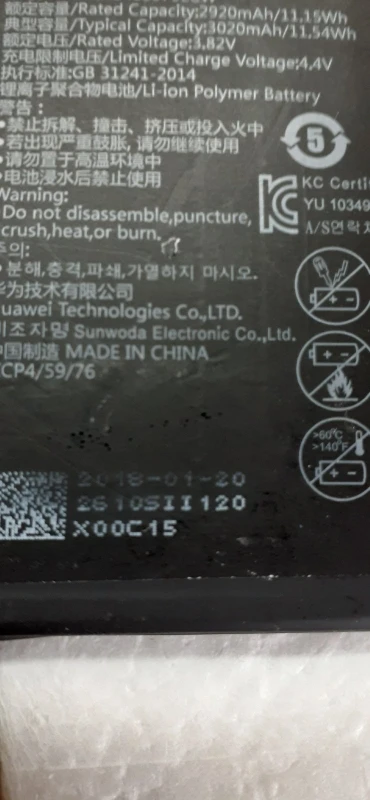 额定容量/Rated Capacity:2920mAh/11.15Wh
典型容量/Typical Capacity:3020mAh/11.54Wh
额定电压/Rated Voltage:3.82V
充电限制电压/Limited Charge Voltage:4.4V
执行标准:GB 31241-2014
锂离子聚合物电池/Li-ion Polymer Battery
警告:
•禁止拆解、撞击、挤压或投入火中
•若出现严重鼓胀, 请勿继续使用
•请勿置于高温环境中
•电池浸水后禁止使用
5
KC Certi
YU 10349
A/S연락
Warning:
Do not disassemble,puncture,
crush,heat,or burn.
주의:
•분해,충격,파쇄,가열하지 마시오.
华为技术有限公司
uawei Technologies Co.,LTD.
제조 자명 Sunwoda Electronic Co.,Ltd.
中国制造 MADE IN CHINA
CP4/59/76
>60℃
>140°F
2018-01-20
2610SII120
X00C15